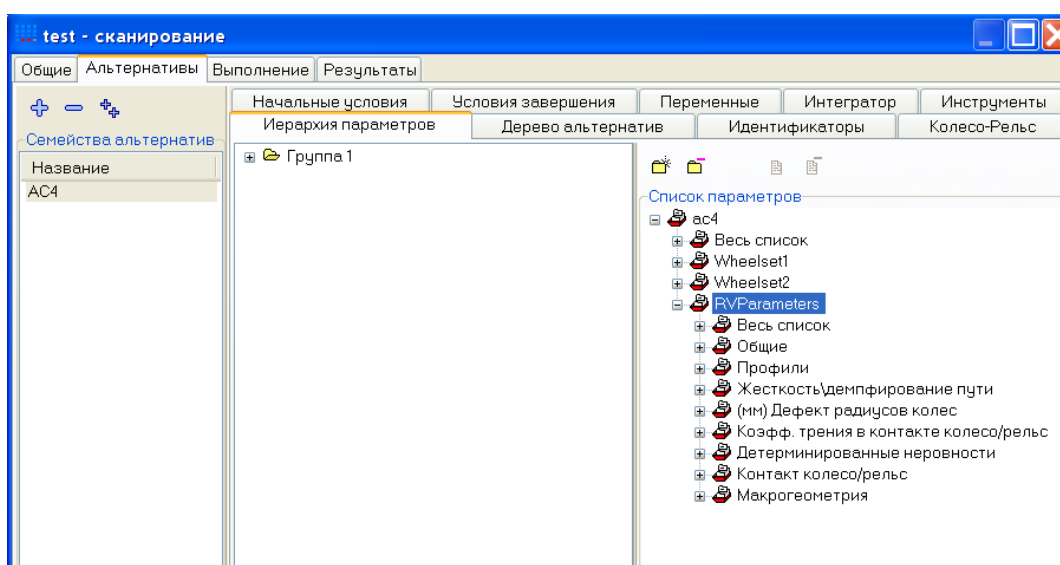 test - сканирование
Общие Альтернативы Выполнение Результаты
Начальные условия Условия завершения Переменные Интегратор Инструменты
Иерархия параметров Дерево альтернатив Идентификаторы Колесо-Рельс
Семейства альтернатив
Название
АС4
Группа 1
Список параметров
ac4
Весь список
Wheelset1
Wheelset2
RVParameters
Весь список
Общие
Профили
Жесткость\демпфирование пути
(мм) Дефект радиусов колес
Коэфф. трения в контакте колесо/рельс
Детерминированные неровности
Контакт колесо/рельс
Макрогеометрия